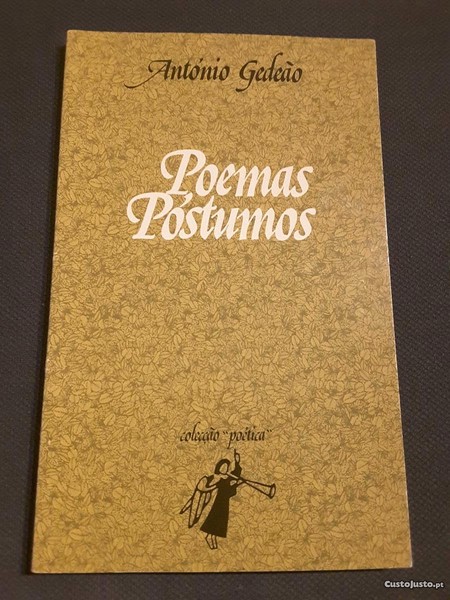 António Gedeão
Poemas
Póstumos
colecção "poética"
CustoJusto.pt